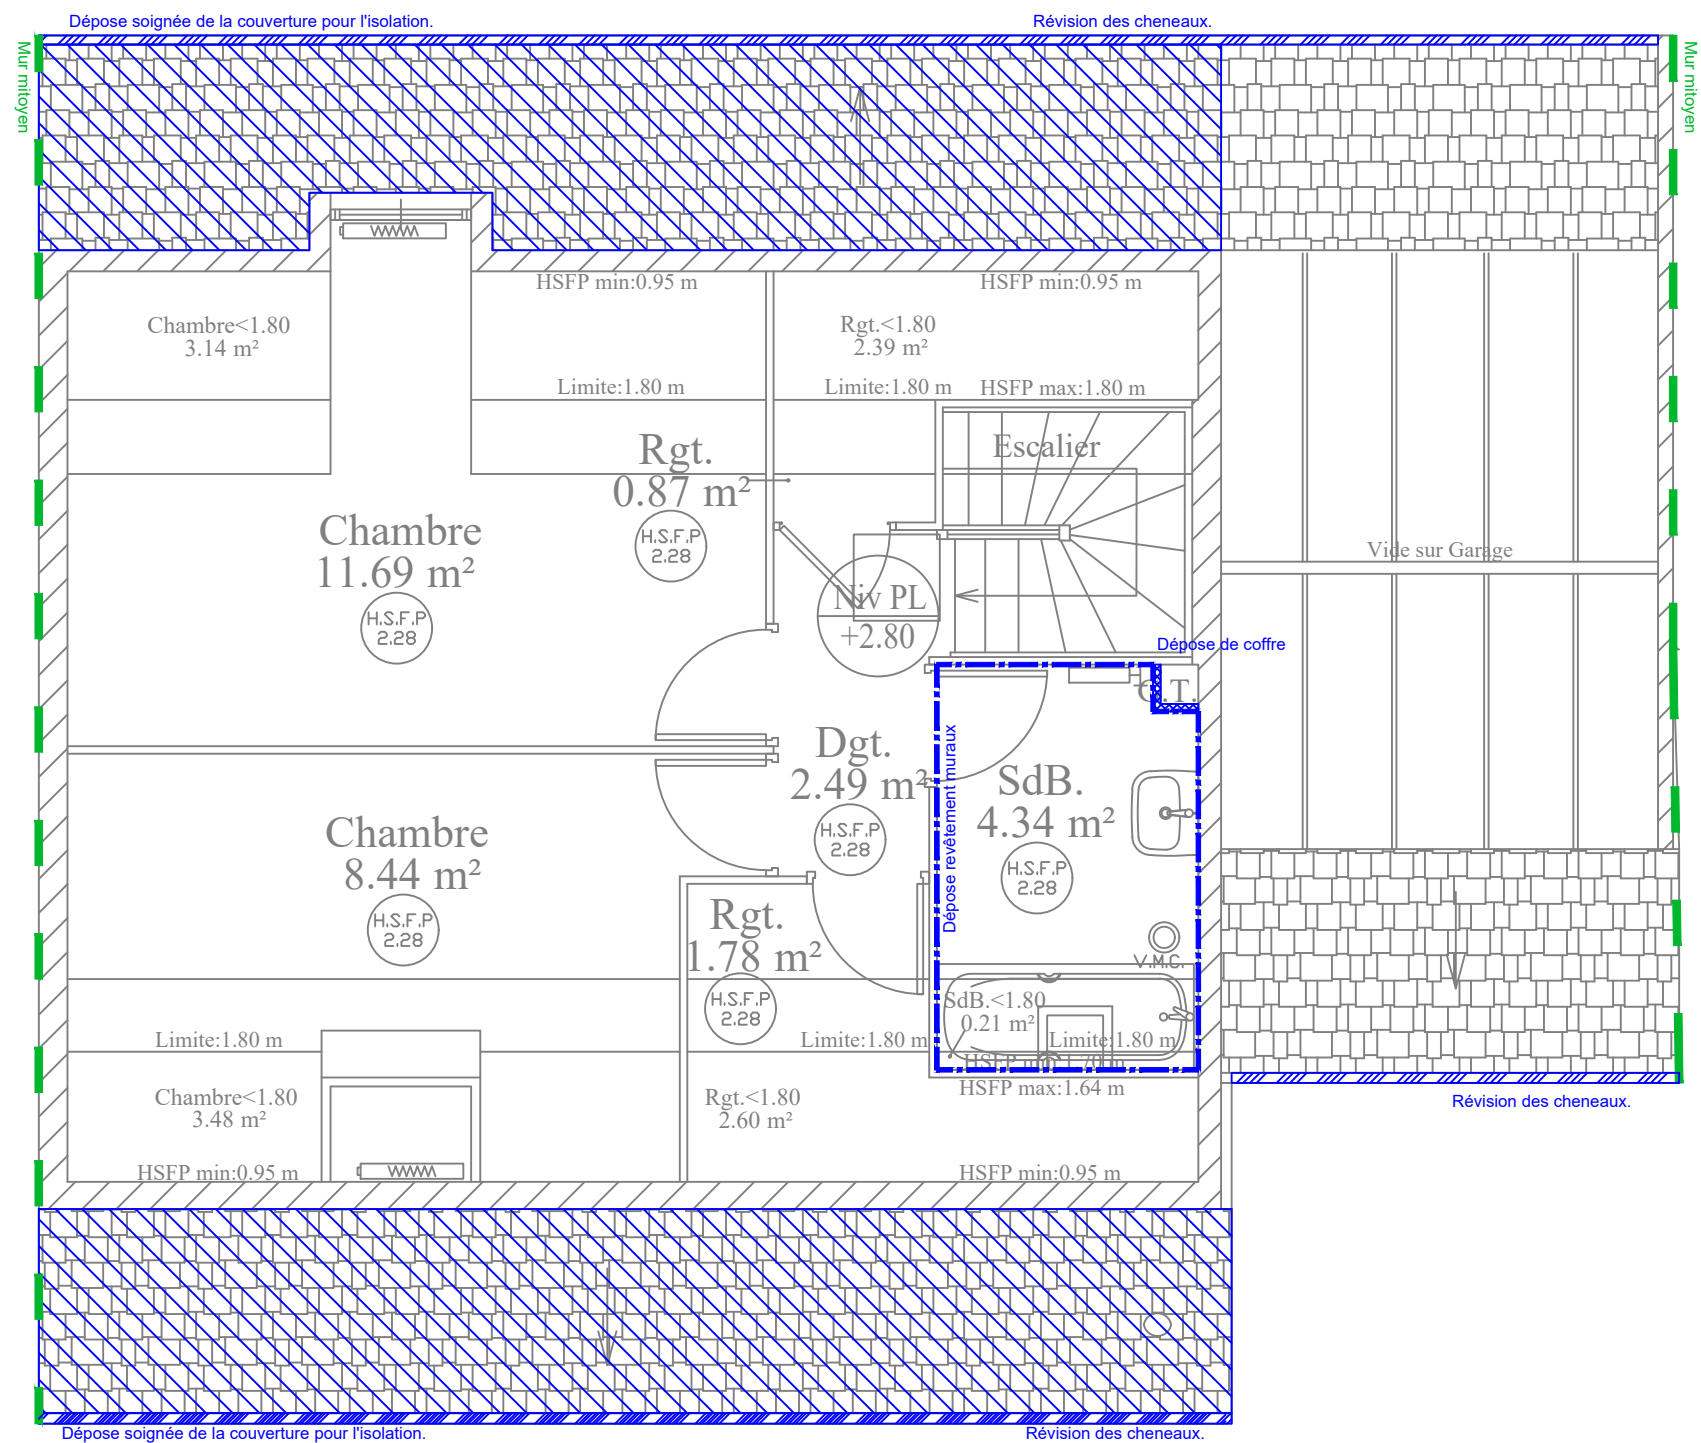 Dépose soignée de la couverture pour l'isolation.
Révision des cheneaux.
Mur mitoyen
Mur mitoyen
HSFP min:0.95 m
HSFP min:0.95 m
Chambre<1.80
3.14 m²
Rgt.<1.80
2.39 m²
Limite:1.80 m
Limite:1.80 m
HSFP max:1.80 m
Rgt.
0.87 m²
H.S.F.P
2.28
Escalier
Chambre
11.69 m²
H.S.F.P
2.28
Vide sur Garage
Niv PL
+2.80
Dépose de coffre
G.T.
Dgt.
2.49 m²
H.S.F.P
2.28
Dépose revêtement muraux
SdB.
4.34 m²
H.S.F.P
2.28
Chambre
8.44 m²
H.S.F.P
2.28
Rgt.
1.78 m²
H.S.F.P
2.28
V.M.C.
SdB.<1.80
0.21 m²
Limite:1.80 m
Limite:1.80 m
Limite:1.80 m
HSFP min:1.70 m
HSFP max:1.64 m
Chambre<1.80
3.48 m²
Rgt.<1.80
2.60 m²
Révision des cheneaux.
HSFP min:0.95 m
HSFP min:0.95 m
Dépose soignée de la couverture pour l'isolation.
Révision des cheneaux.